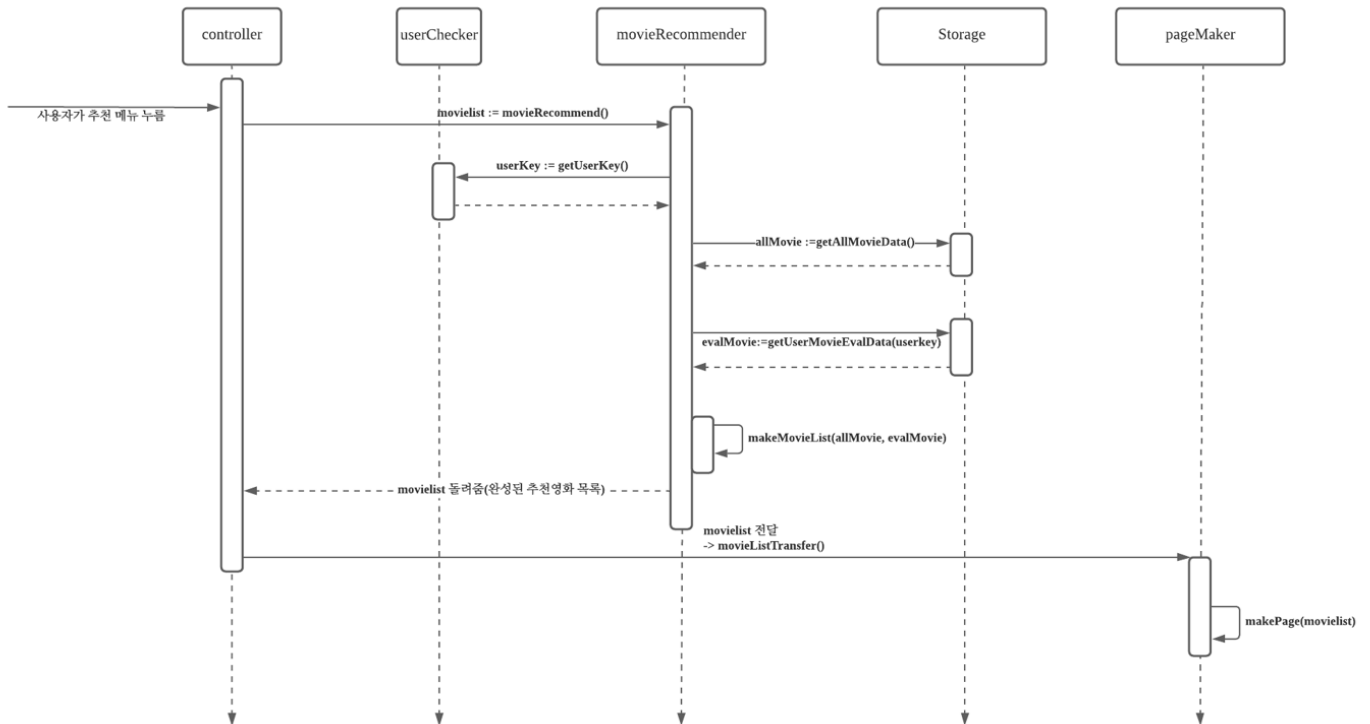 controller
userChecker
movieRecommender
Storage
pageMaker
사용자가 추천 메뉴 누름
movielist := movieRecommend()
userKey := getUserKey()
allMovie :=getAllMovieData()
evalMovie:=getUserMovieEvalData(userkey)
makeMovieList(allMovie, evalMovie)
movielist 돌려줌(완성된 추천영화 목록)
movielist 전달
-> movieListTransfer()
makePage(movielist)